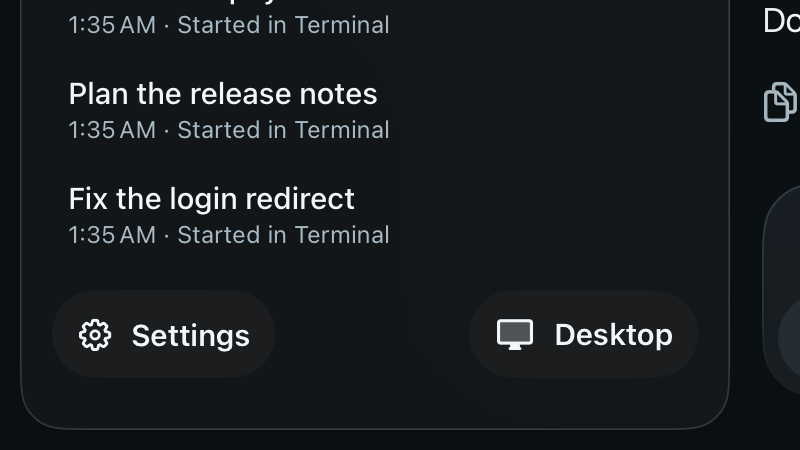 1:35 AM · Started in Terminal
Plan the release notes
1:35 AM · Started in Terminal
Fix the login redirect
1:35 AM · Started in Terminal
Settings
Desktop